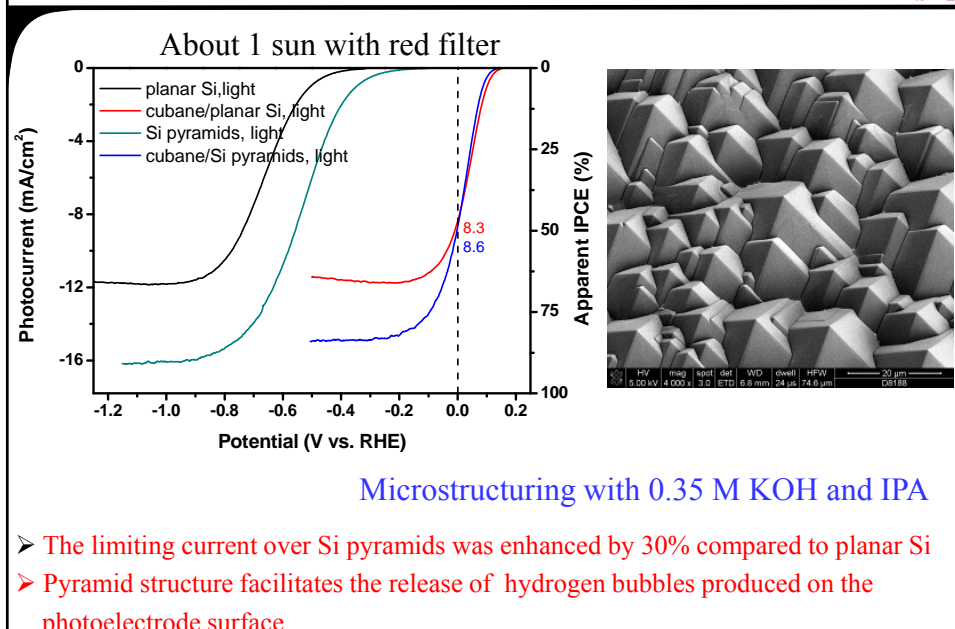 About 1 sun with red filter
0
-4
-8
-12
-16
Photocurrent (mA/cm²)
planar Si,light
cubane/planar Si, light
Si pyramids, light
cubane/Si pyramids, light
8.3
8.6
0
25
50
75
100
Apparent IPCE (%)
-1.2 -1.0 -0.8 -0.6 -0.4 -0.2 0.0 0.2
Potential (V vs. RHE)
HV mag spot det WD dwell HFW 20 µm
5.00 kV 4 000 x 3.0 ETD 6.8 mm 24 µs 74.6 µm D8188
Microstructuring with 0.35 M KOH and IPA
➢ The limiting current over Si pyramids was enhanced by 30% compared to planar Si
➢ Pyramid structure facilitates the release of hydrogen bubbles produced on the
photoelectrode surface